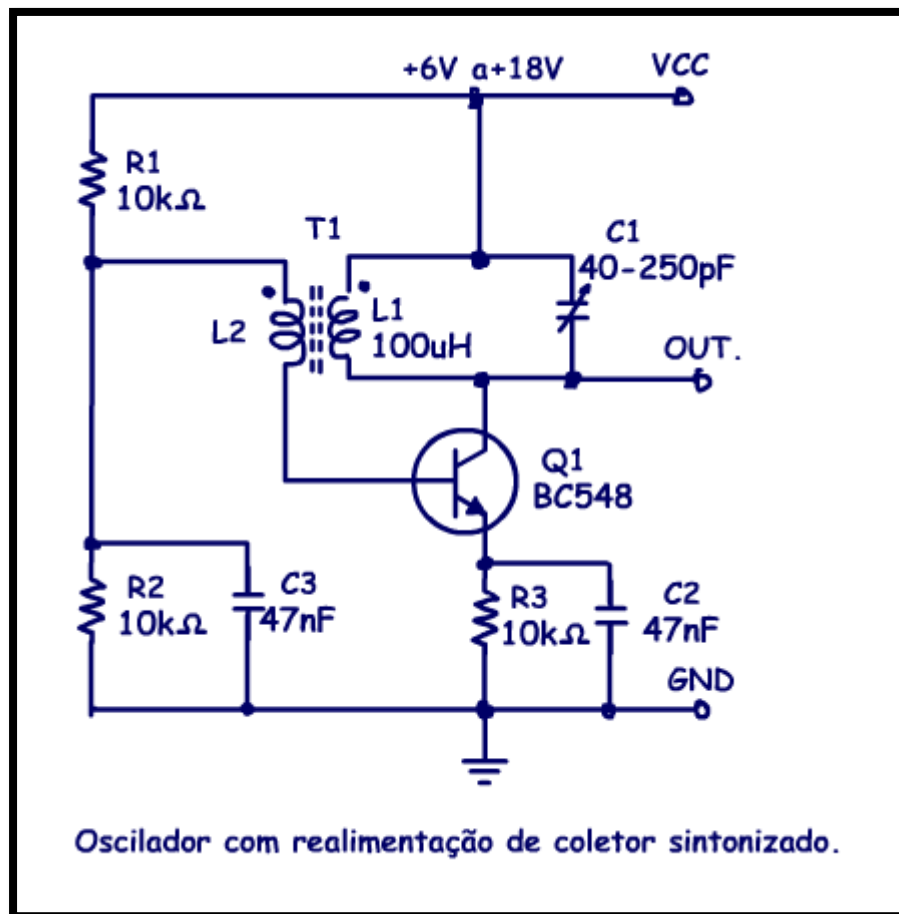 +6V a+18V
VCC
R1
10kΩ
T1
C1
40-250pF
L2
L1
100uH
OUT.
Q1
BC548
R2
10kΩ
C3
47nF
R3
10kΩ
C2
47nF
GND
Oscilador com realimentação de coletor sintonizado.